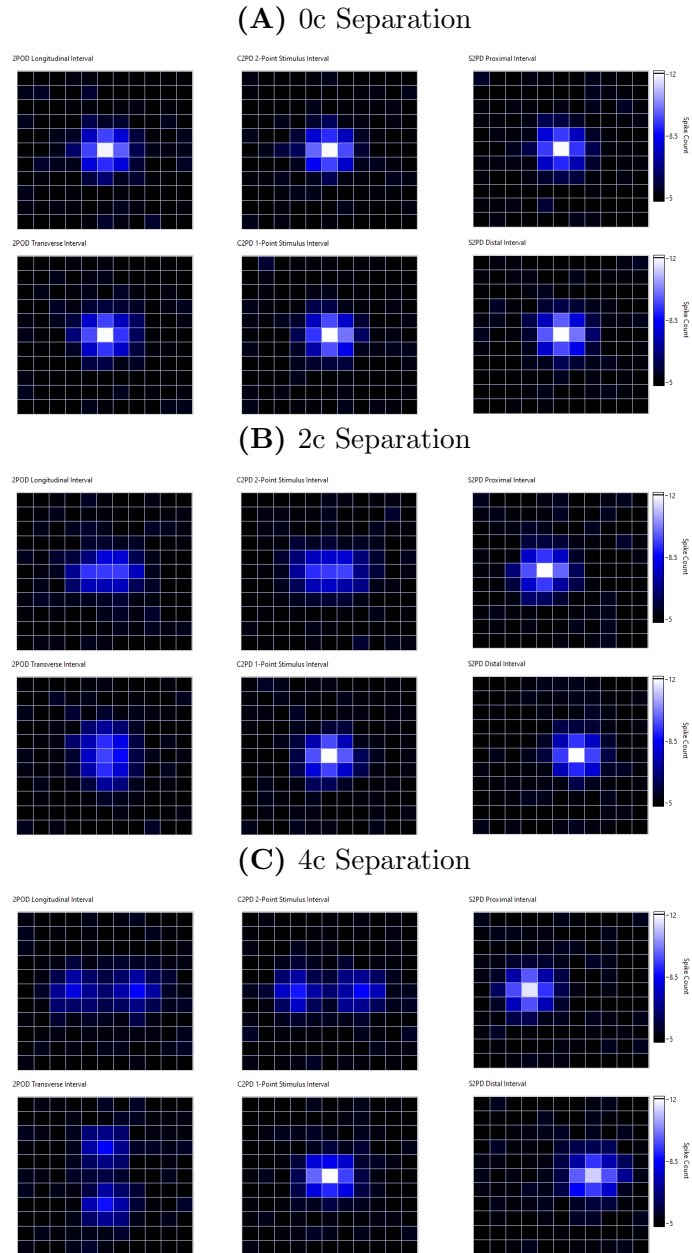 (A) 0c Separation
2POD Longitudinal Interval
C2PD 2-Point Stimulus Interval
S2PD Proximal Interval
12
8.5
5
Spike Count
2POD Transverse Interval
C2PD 1-Point Stimulus Interval
S2PD Distal Interval
12
8.5
5
Spike Count
(B) 2c Separation
2POD Longitudinal Interval
C2PD 2-Point Stimulus Interval
S2PD Proximal Interval
12
8.5
5
Spike Count
2POD Transverse Interval
C2PD 1-Point Stimulus Interval
S2PD Distal Interval
12
8.5
5
Spike Count
(C) 4c Separation
2POD Longitudinal Interval
C2PD 2-Point Stimulus Interval
S2PD Proximal Interval
12
8.5
5
Spike Count
2POD Transverse Interval
C2PD 1-Point Stimulus Interval
S2PD Distal Interval
12
8.5
5
Spike Count